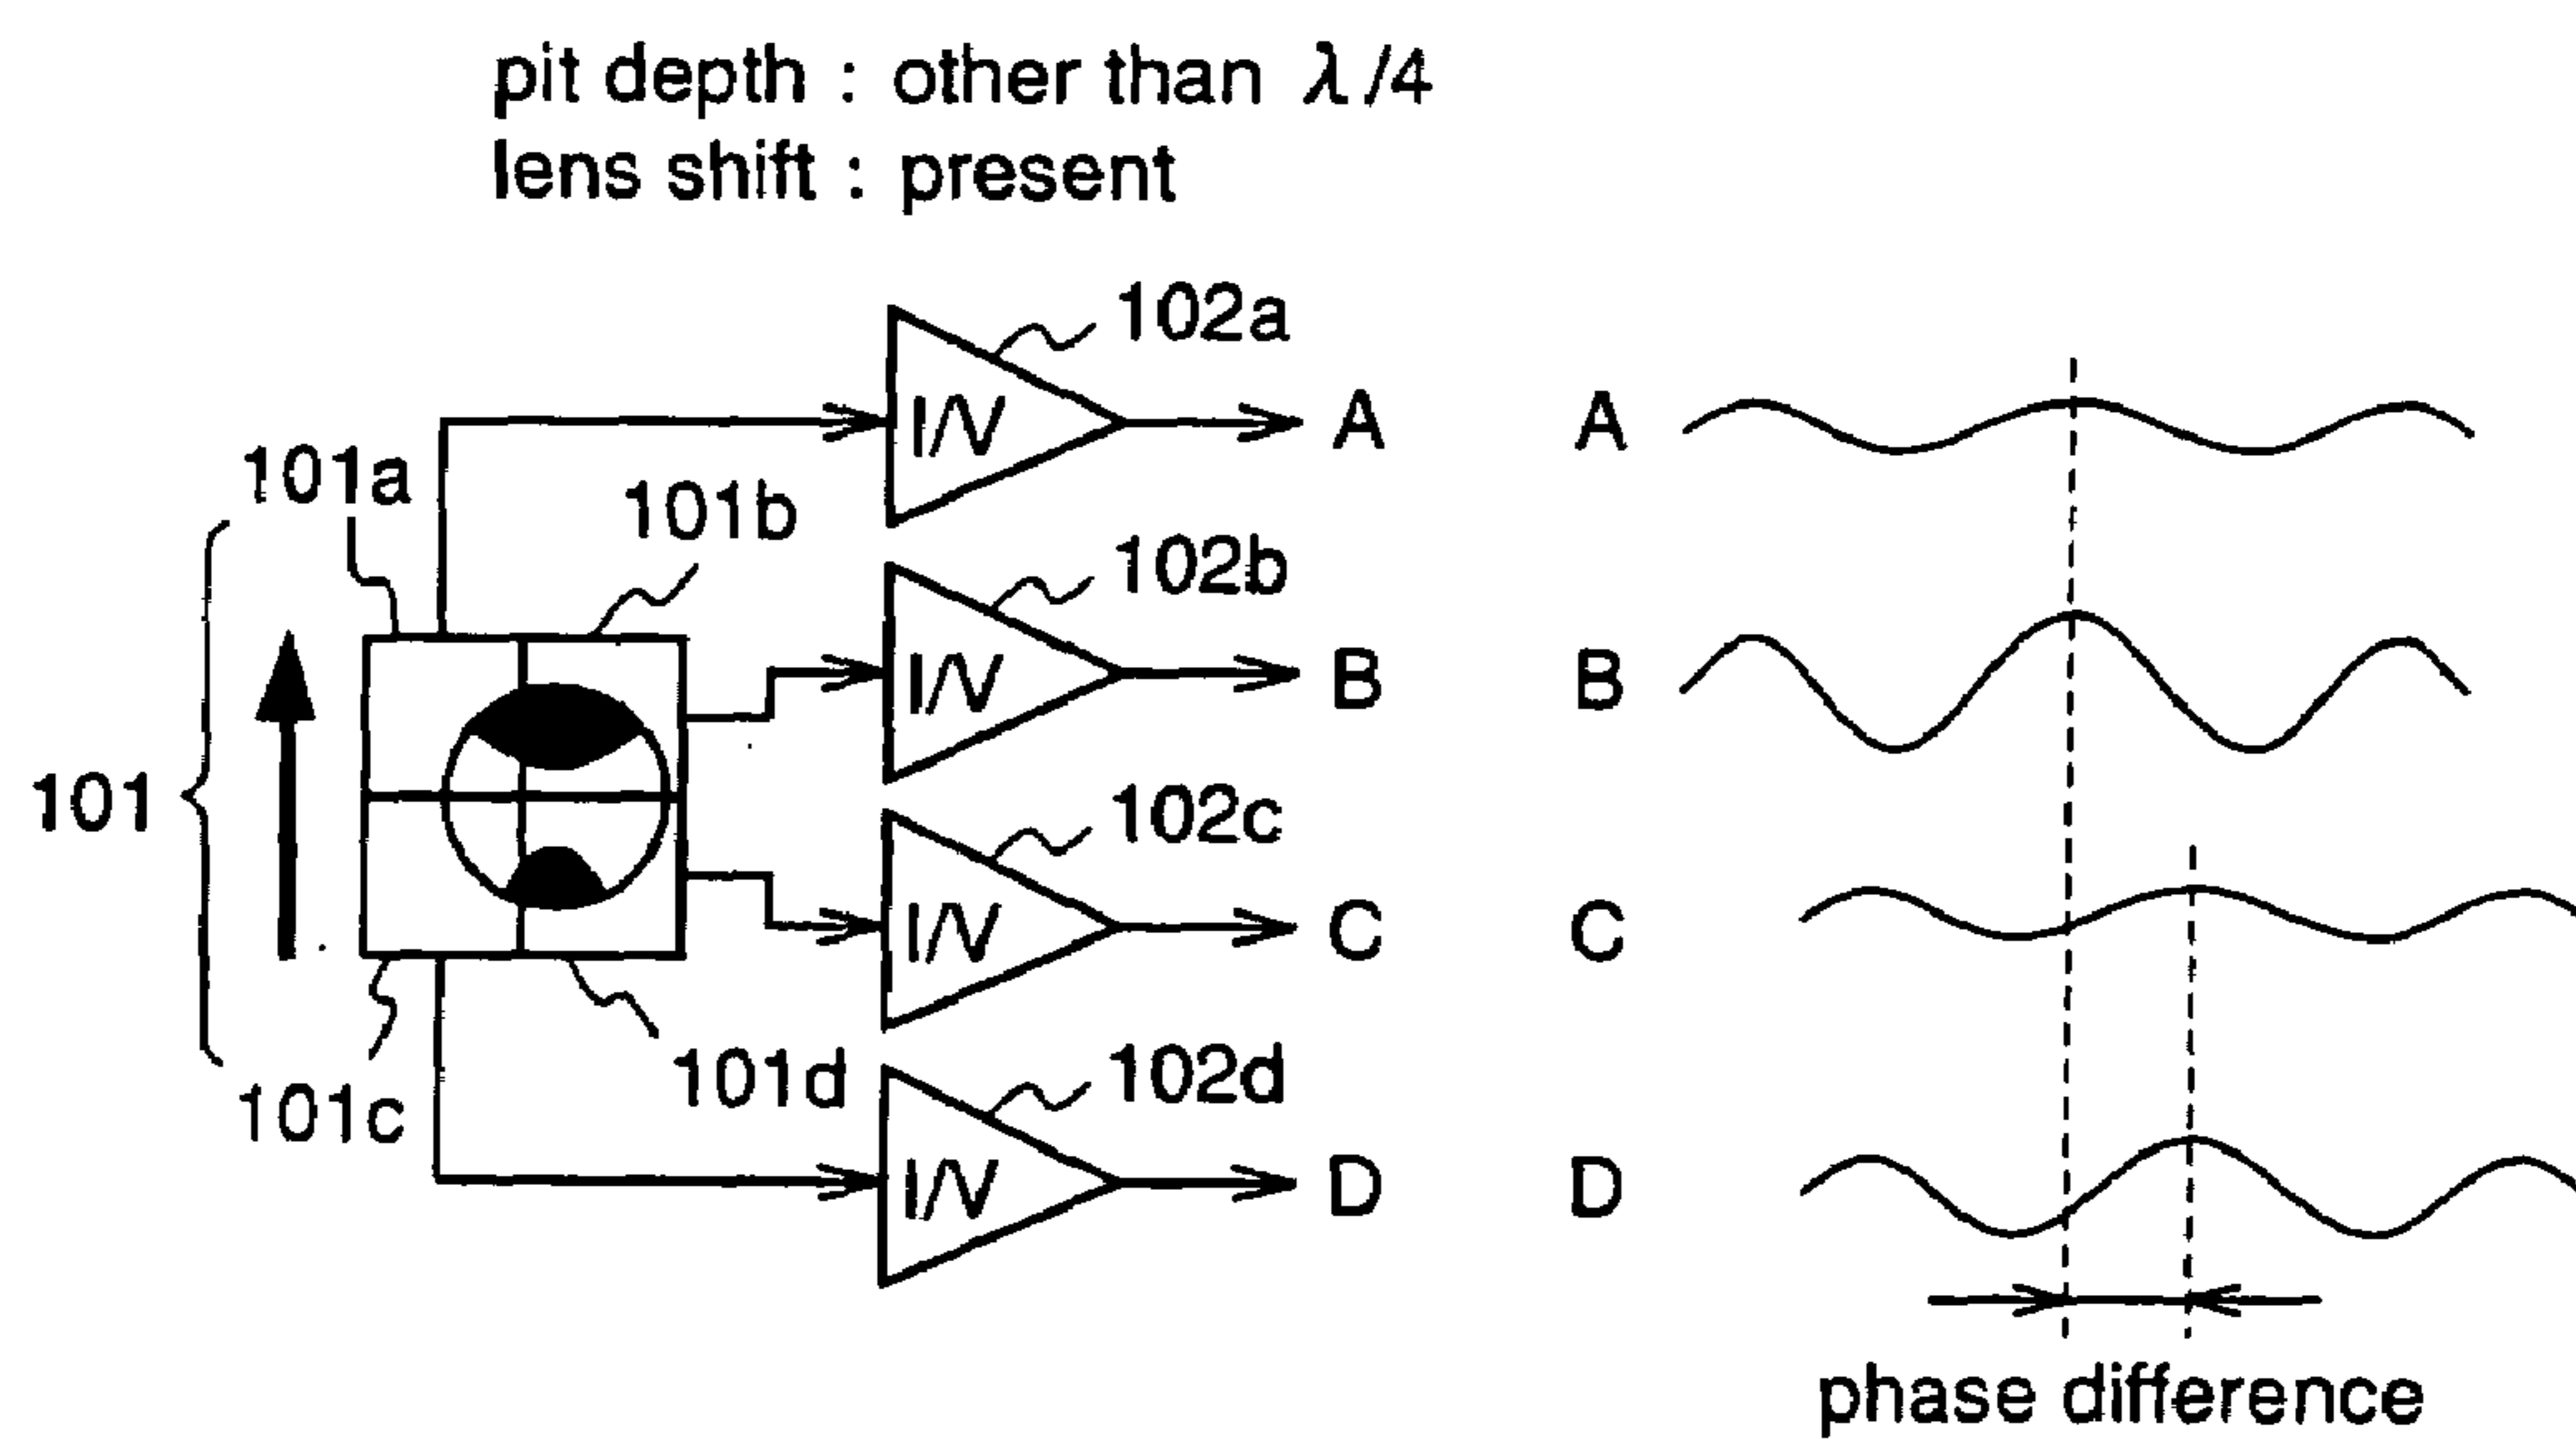 pit depth : other than λ/4
lens shift : present
102a
I/V
A
A
101a
101b
102b
I/V
B
B
101
102c
I/V
C
C
101c
101d
102d
I/V
D
D
phase difference